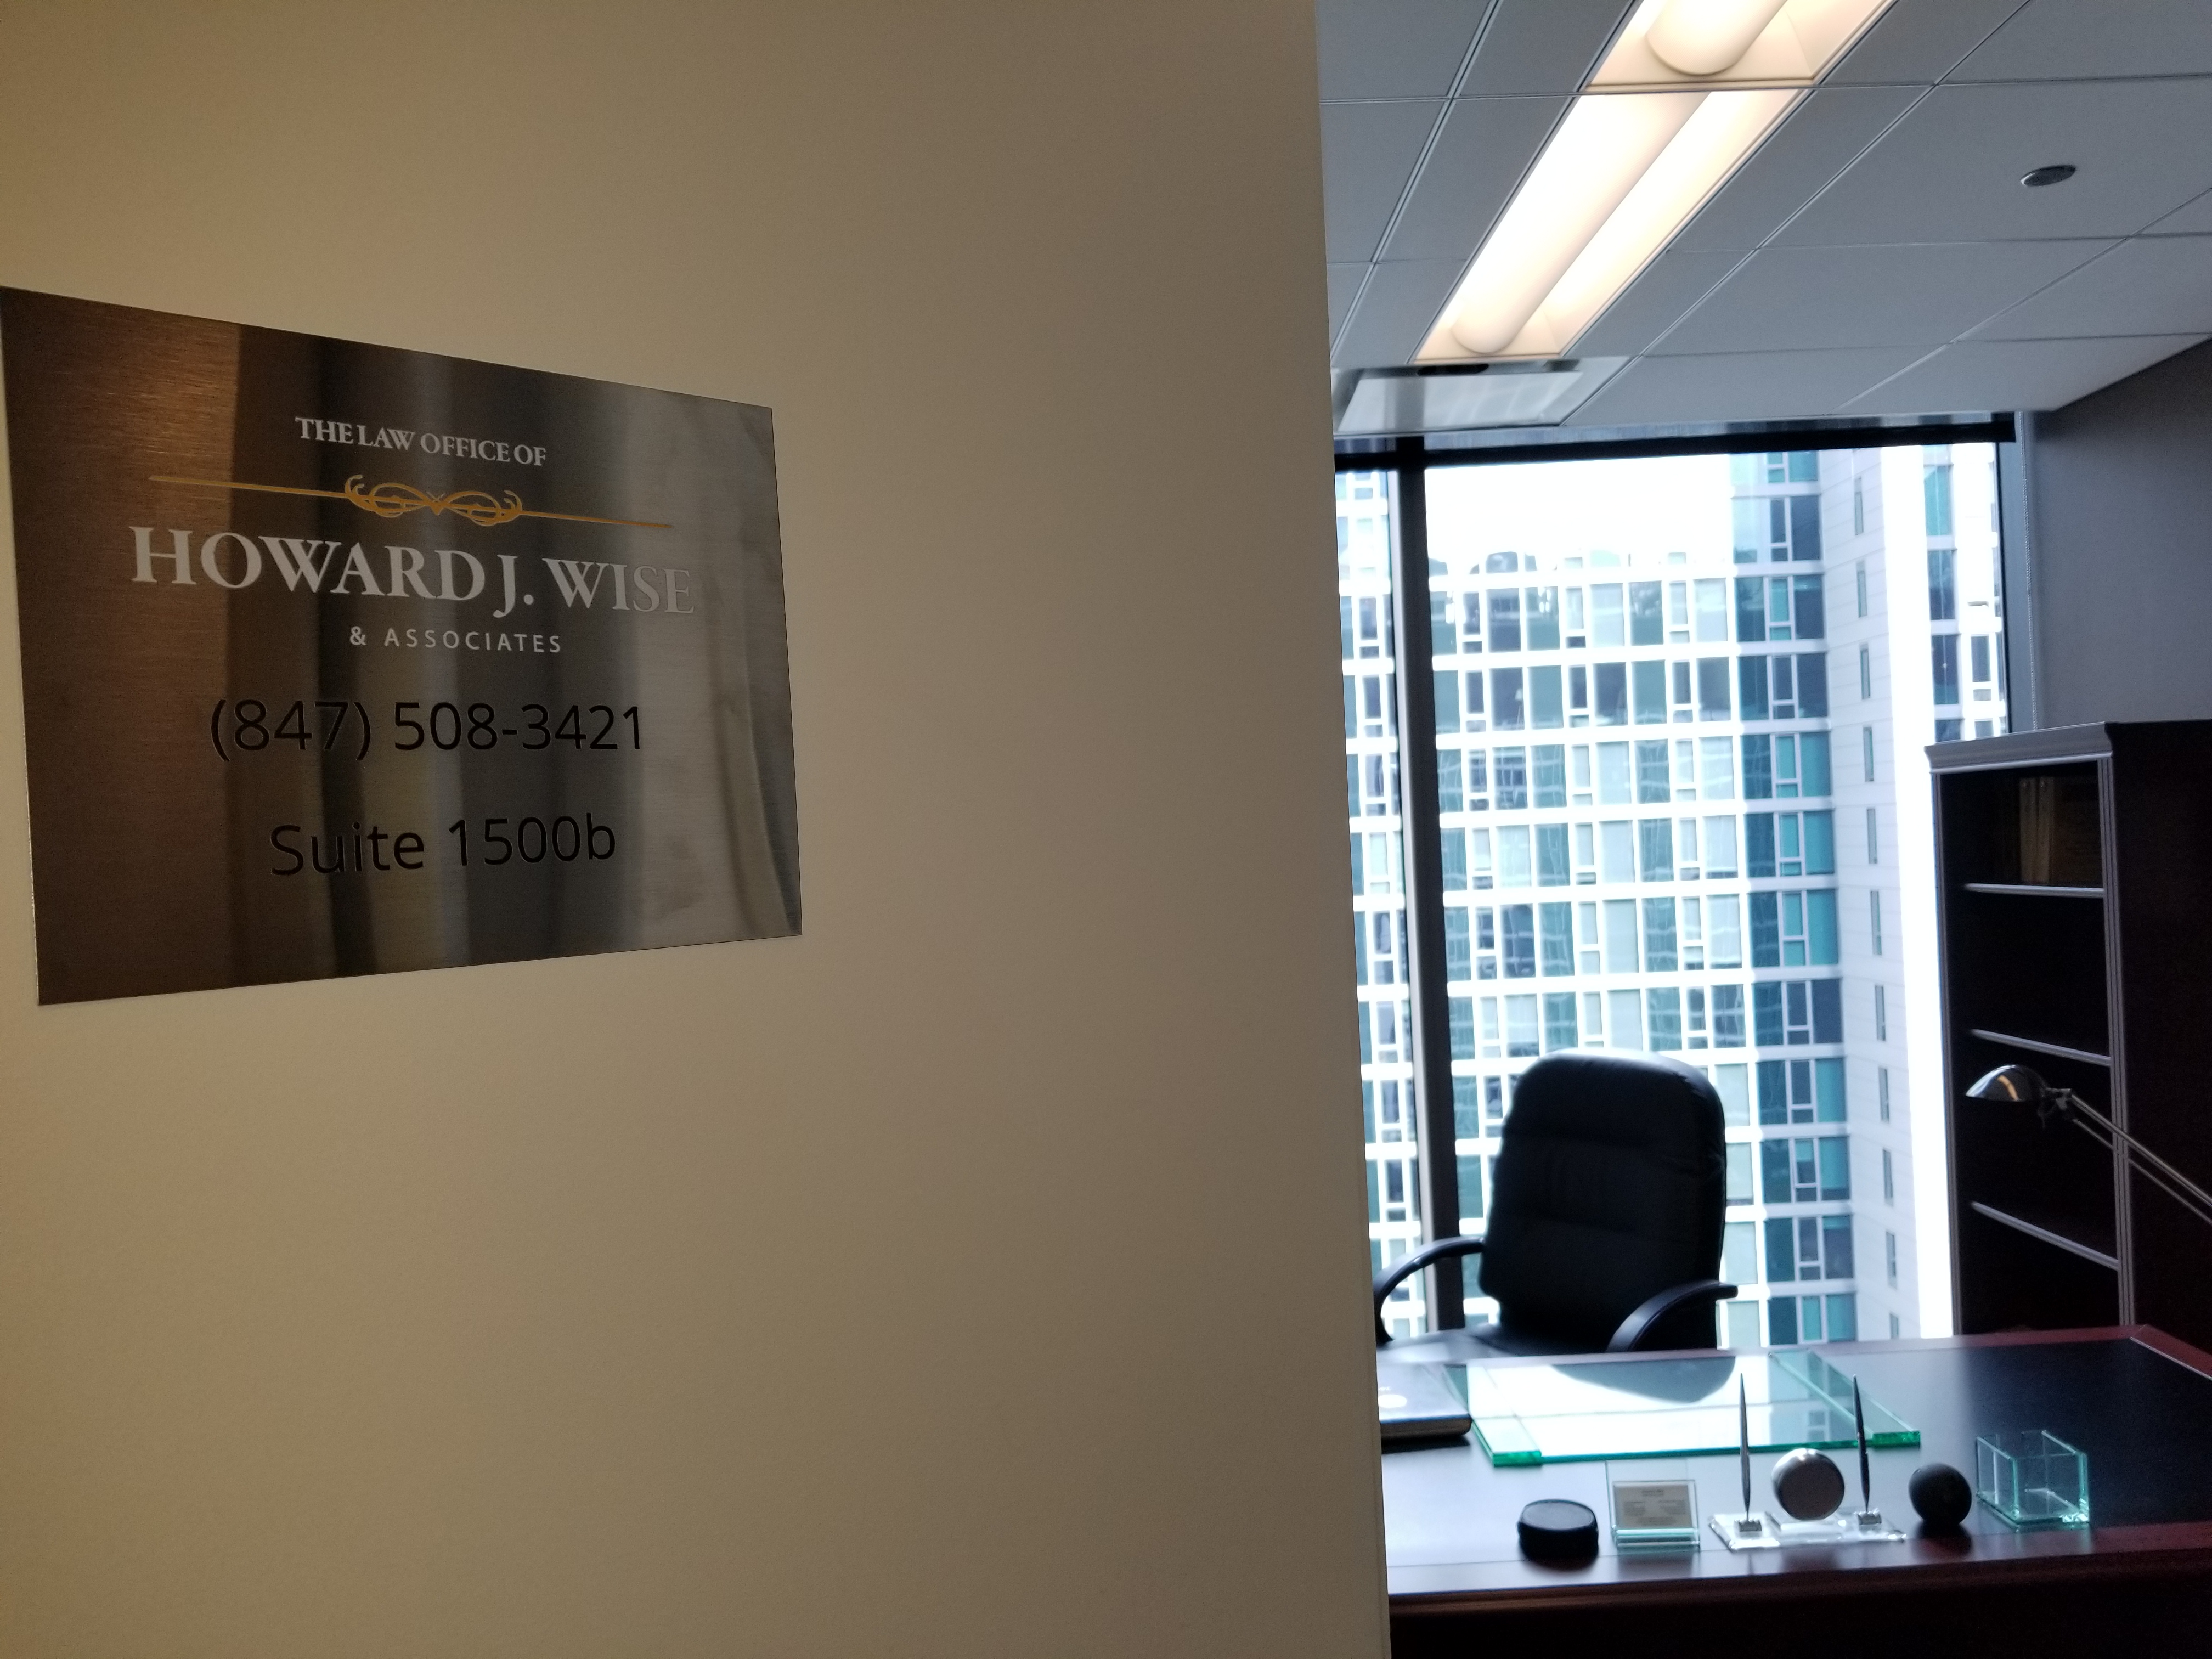 THE LAW OFFICE OF
HOWARD J. WISE
& ASSOCIATES
(847) 508-3421
Suite 1500b